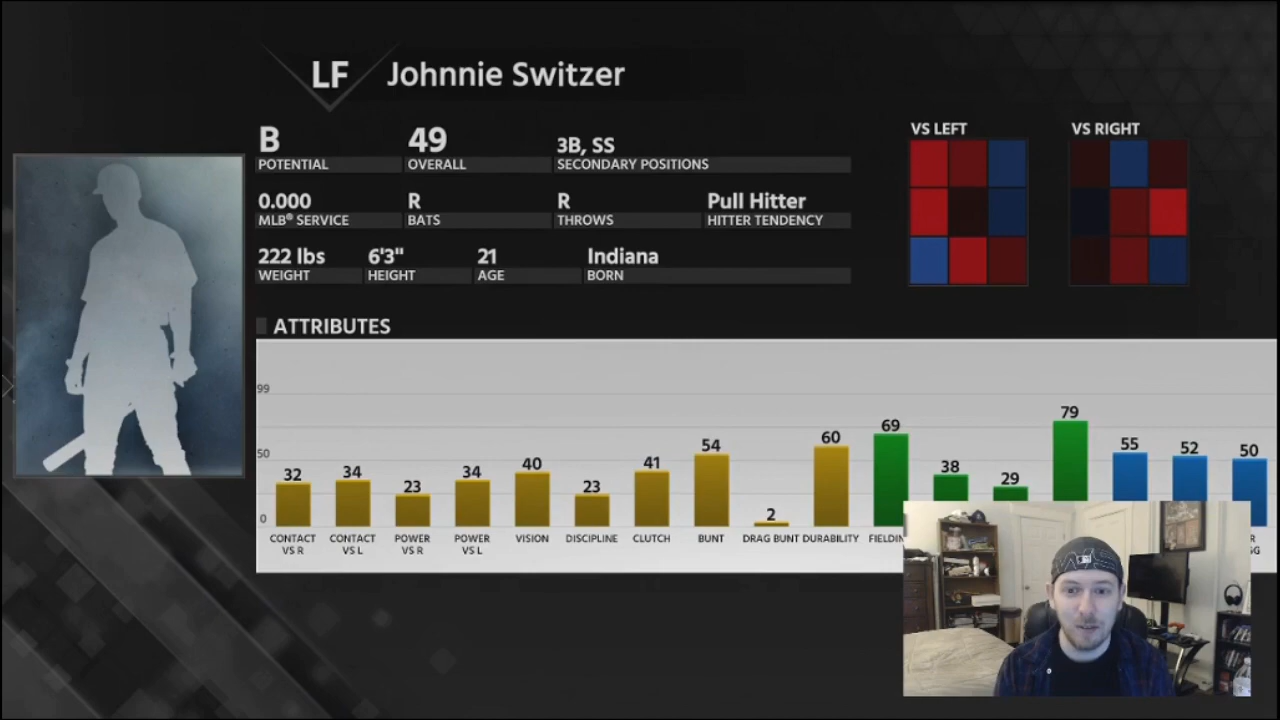 LF Johnnie Switzer
B 49 3B, SS
POTENTIAL OVERALL SECONDARY POSITIONS
0.000 R R Pull Hitter
MLB® SERVICE BATS THROWS HITTER TENDENCY
222 lbs 6'3" 21 Indiana
WEIGHT HEIGHT AGE BORN
VS LEFT VS RIGHT
ATTRIBUTES
99
50
0
32 34 23 34 40 23 41 54 2 60 69 38 29 79 55 52 50
CONTACT CONTACT POWER POWER VISION DISCIPLINE CLUTCH BUNT DRAG BUNT DURABILITY
VS R VS L VS R VS L